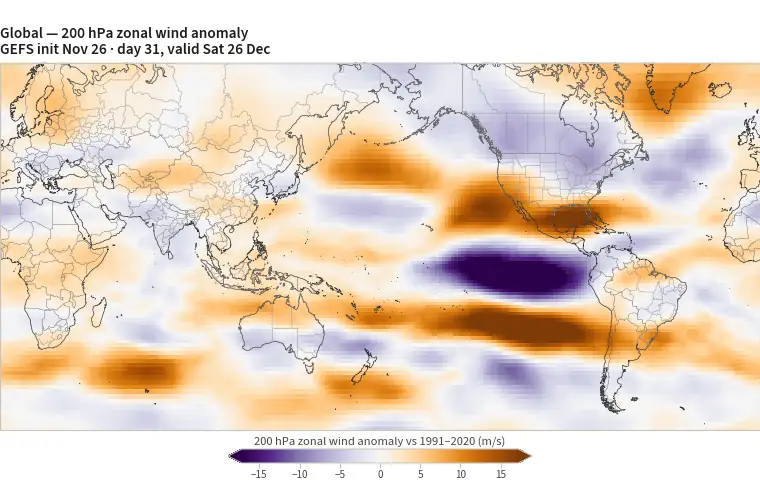 Global — 200 hPa zonal wind anomaly
GEFS init Nov 26 · day 31, valid Sat 26 Dec
200 hPa zonal wind anomaly vs 1991–2020 (m/s)
−15 −10 −5 0 5 10 15